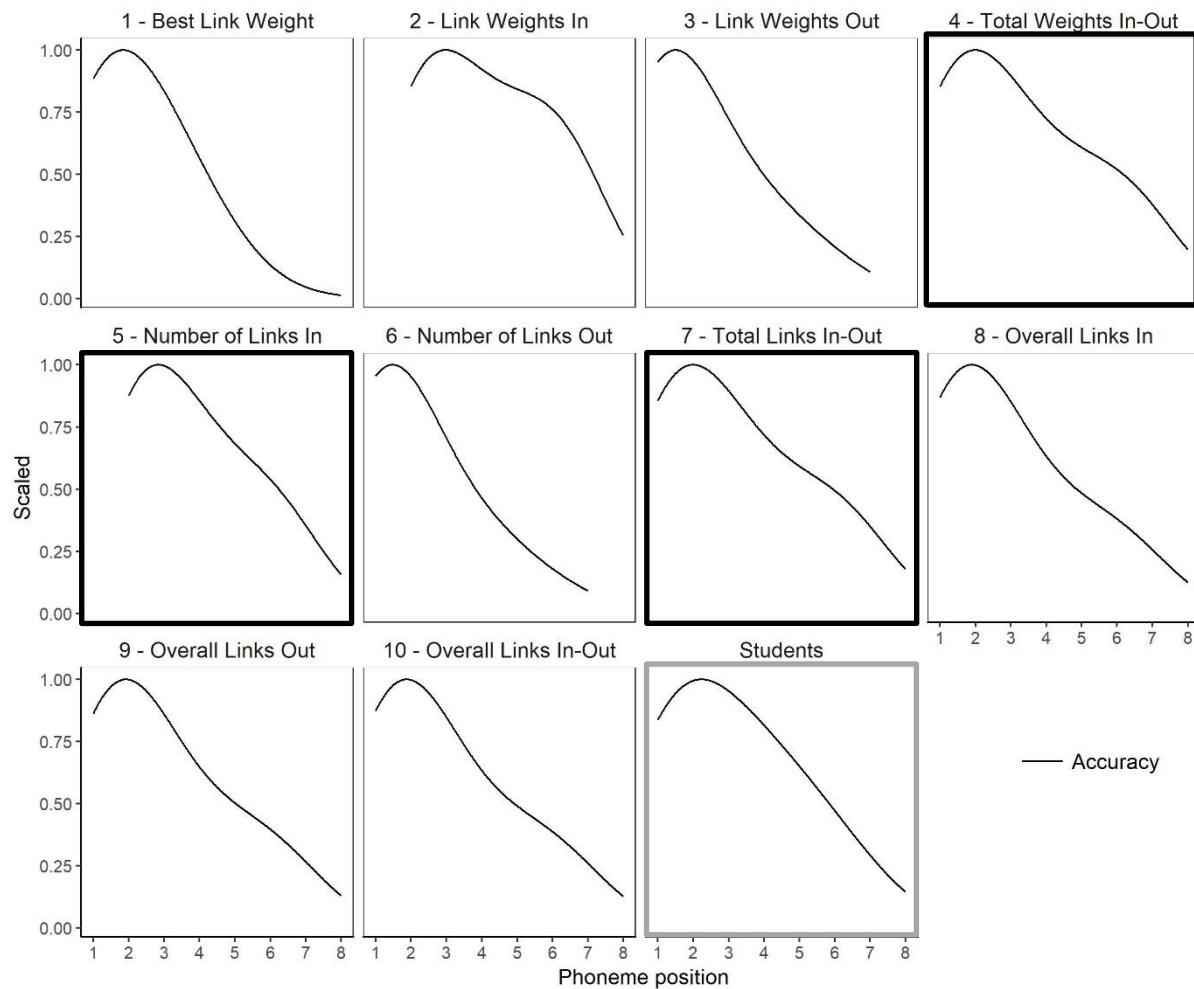 1 - Best Link Weight
2 - Link Weights In
3 - Link Weights Out
4 - Total Weights In-Out
1.00
0.75
0.50
0.25
0.00
5 - Number of Links In
6 - Number of Links Out
7 - Total Links In-Out
8 - Overall Links In
1.00
0.75
0.50
0.25
0.00
Scaled
1 2 3 4 5 6 7 8
9 - Overall Links Out
10 - Overall Links In-Out
Students
1.00
0.75
0.50
0.25
0.00
Accuracy
1 2 3 4 5 6 7 8
1 2 3 4 5 6 7 8
1 2 3 4 5 6 7 8
Phoneme position